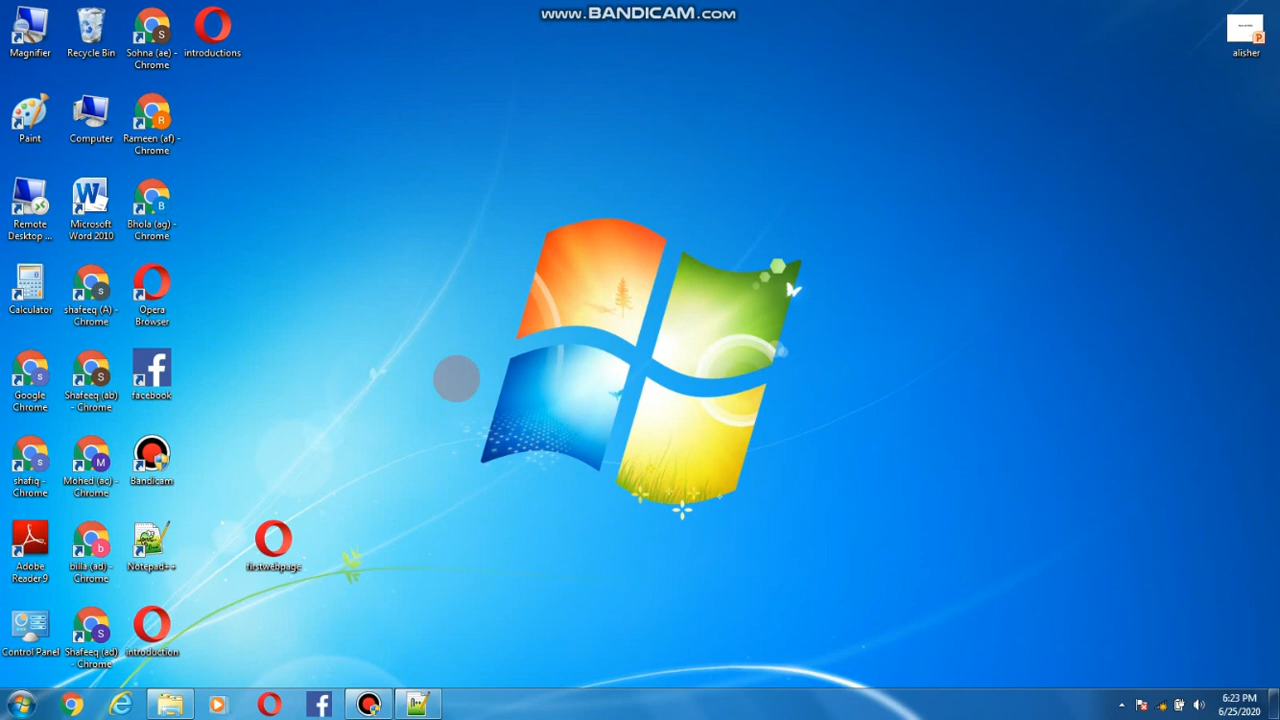 www.BANDICAM.com
Magnifier
Recycle Bin
Sohna (ae) -
Chrome
introductions
alisher
Paint
Computer
Rameen (af) -
Chrome
Remote
Desktop ...
Microsoft
Word 2010
Bhola (ag) -
Chrome
Calculator
shafeeq (A) -
Chrome
Opera
Browser
Google
Chrome
Shafeeq (ab)
- Chrome
facebook
shafiq -
Chrome
Mohed (ac) -
Chrome
Bandicam
Adobe
Reader 9
billa (ad) -
Chrome
Notepad++
firstwebpage
Control Panel
Shafeeq (ad)
- Chrome
introduction
6:23 PM
6/25/2020